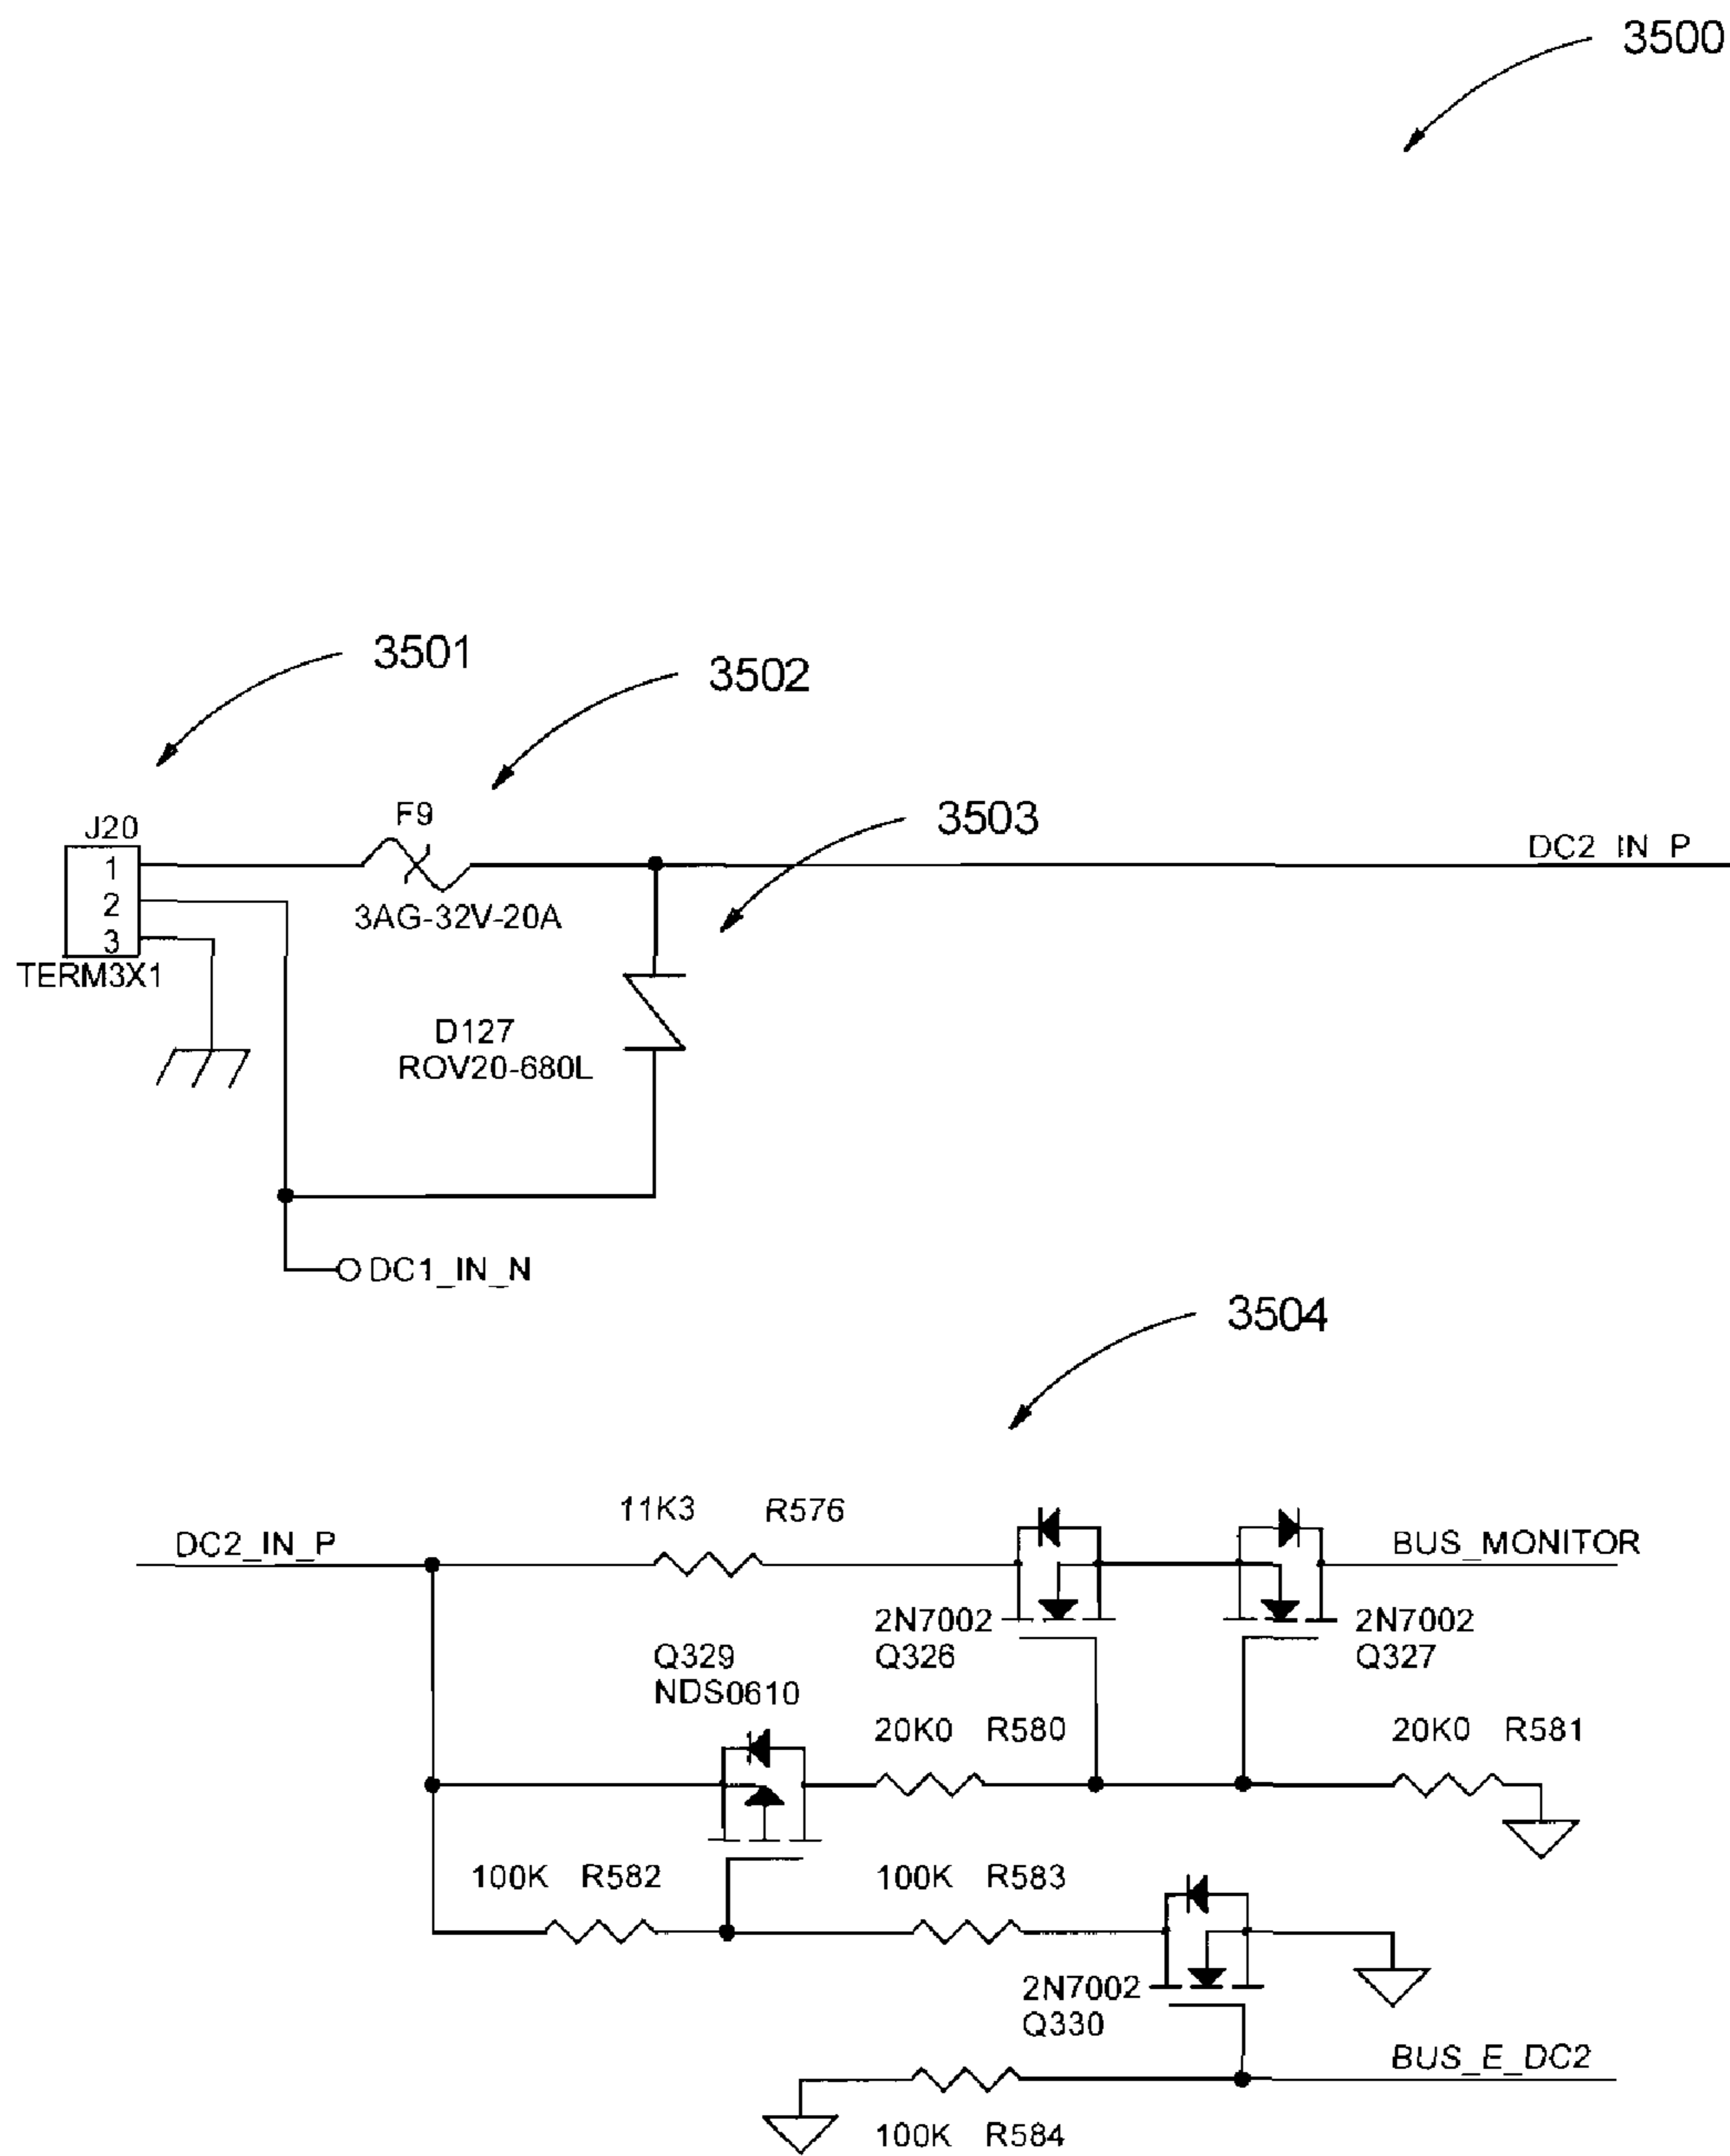 3500
3501
3502
3503
J20
1
2
3
TERM3X1
F9
3AG-32V-20A
DC2_IN_P
D127
ROV20-680L
DC1_IN_N
3504
DC2_IN_P
11K3 R576
BUS_MONITOR
2N7002
Q326
2N7002
Q327
Q329
NDS0610
20K0 R580
20K0 R581
100K R582
100K R583
2N7002
Q330
BUS_E_DC2
100K R584